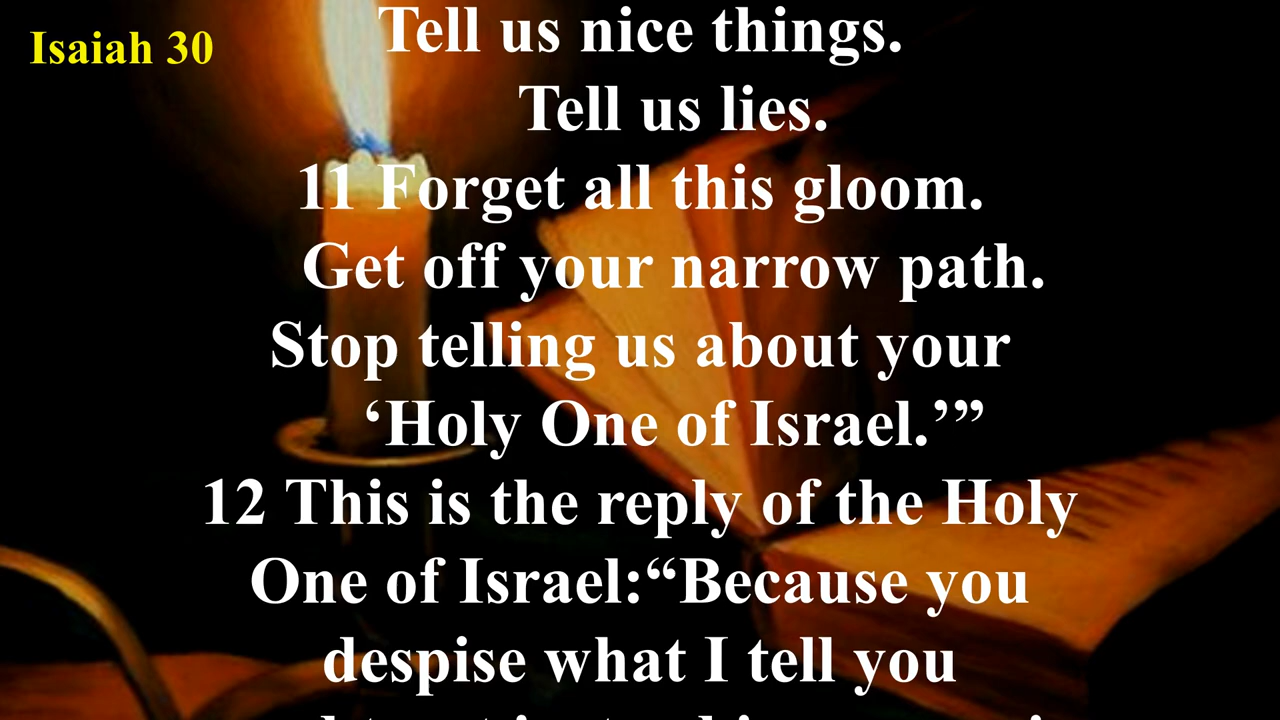 Isaiah 30
Tell us nice things.
Tell us lies.
11 Forget all this gloom.
Get off your narrow path.
Stop telling us about your
‘Holy One of Israel.’”
12 This is the reply of the Holy
One of Israel:“Because you
despise what I tell you